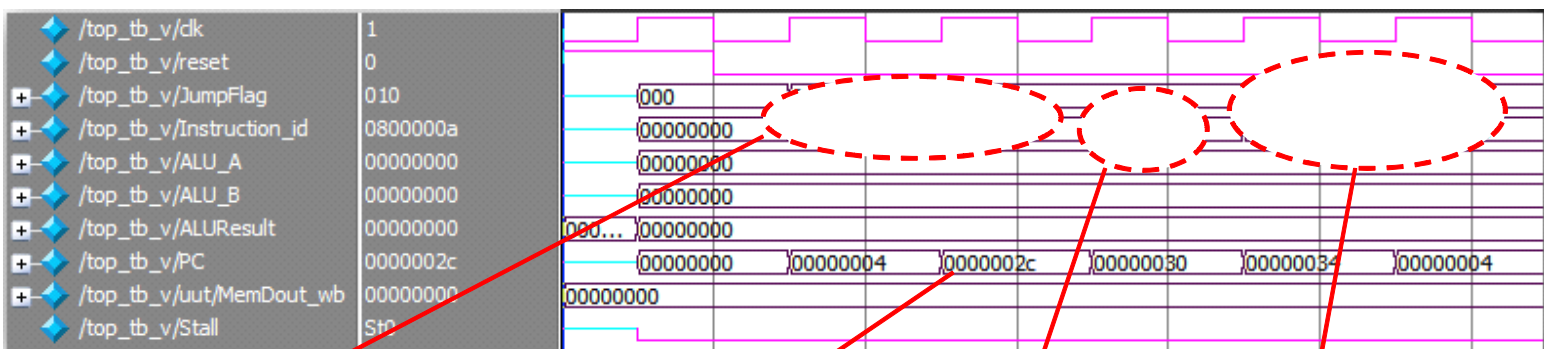 /top_tb_v/clk 1
/top_tb_v/reset 0
/top_tb_v/JumpFlag 010 000
/top_tb_v/Instruction_id 0800000a 00000000
/top_tb_v/ALU_A 00000000 00000000
/top_tb_v/ALU_B 00000000 00000000
/top_tb_v/ALUResult 00000000 000... 00000000
/top_tb_v/PC 0000002c 00000000 00000004 0000002c 00000030 00000034 00000004
/top_tb_v/uut/MemDout_wb 00000000 00000000
/top_tb_v/Stall St0